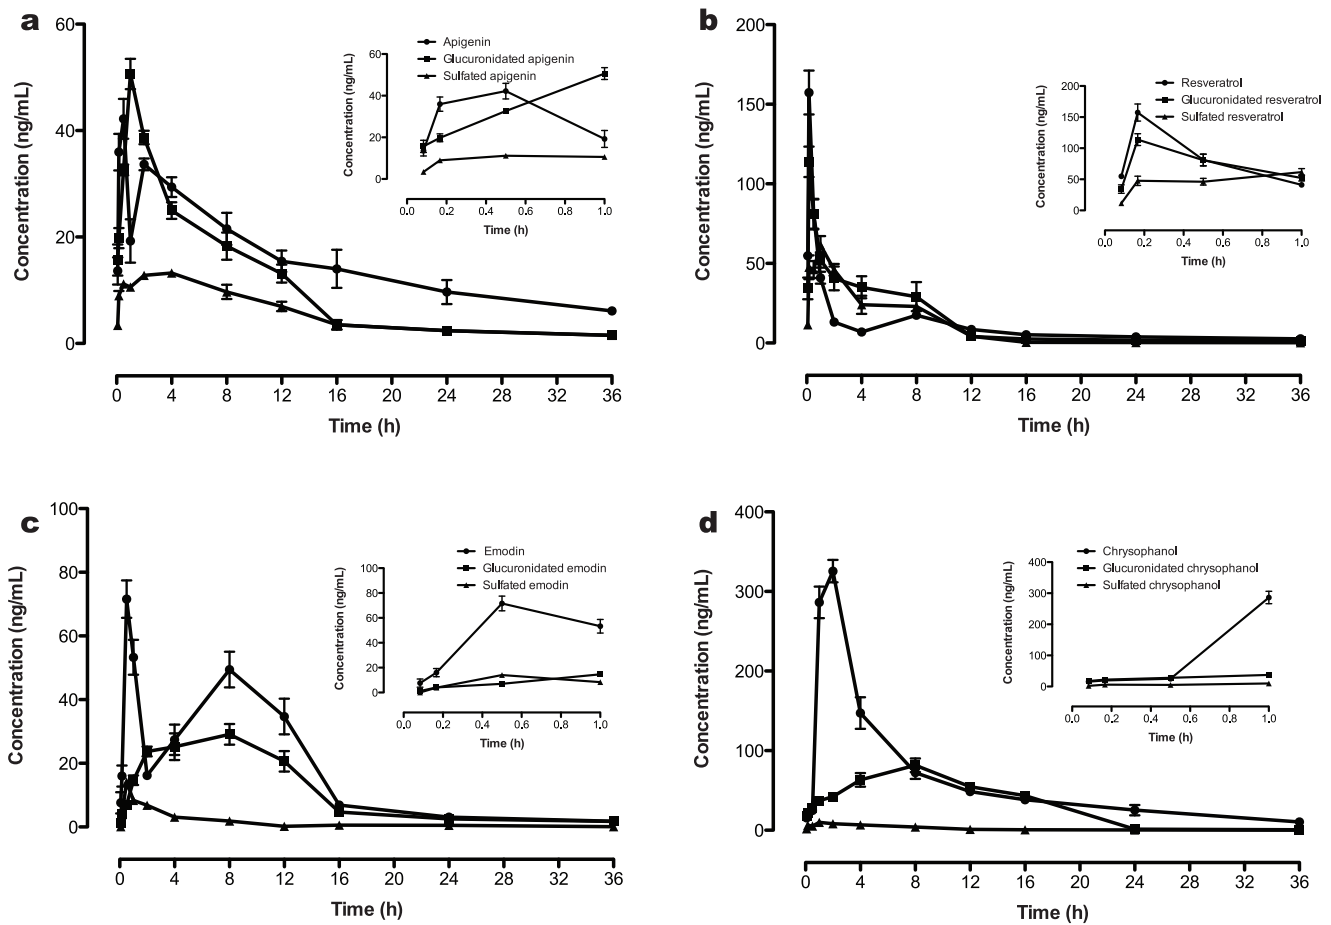 a
Concentration (ng/mL)
60
40
20
0
0 4 8 12 16 20 24 28 32 36
Time (h)
Apigenin
Glucuronidated apigenin
Sulfated apigenin
Concentration (ng/mL)
60
40
20
0
0.0 0.2 0.4 0.6 0.8 1.0
Time (h)
b
Concentration (ng/mL)
200
150
100
50
0
0 4 8 12 16 20 24 28 32 36
Time (h)
Resveratrol
Glucuronidated resveratrol
Sulfated resveratrol
Concentration (ng/mL)
200
150
100
50
0
0.0 0.2 0.4 0.6 0.8 1.0
Time (h)
c
Concentration (ng/mL)
100
80
60
40
20
0
0 4 8 12 16 20 24 28 32 36
Time (h)
Emodin
Glucuronidated emodin
Sulfated emodin
Concentration (ng/mL)
100
80
60
40
20
0
0.0 0.2 0.4 0.6 0.8 1.0
Time (h)
d
Concentration (ng/mL)
400
300
200
100
0
0 4 8 12 16 20 24 28 32 36
Time (h)
Chrysophanol
Glucuronidated chrysophanol
Sulfated chrysophanol
Concentration (ng/mL)
400
300
200
100
0
0.0 0.2 0.4 0.6 0.8 1.0
Time (h)